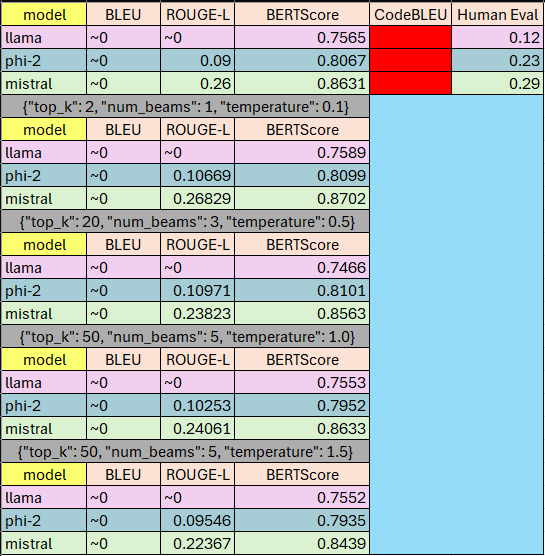 model BLEU ROUGE-L BERTScore CodeBLEU Human Eval
llama ~0 ~0 0.7565 0.12
phi-2 ~0 0.09 0.8067 0.23
mistral ~0 0.26 0.8631 0.29
{"top_k": 2, "num_beams": 1, "temperature": 0.1}
model BLEU ROUGE-L BERTScore
llama ~0 ~0 0.7589
phi-2 ~0 0.10669 0.8099
mistral ~0 0.26829 0.8702
{"top_k": 20, "num_beams": 3, "temperature": 0.5}
model BLEU ROUGE-L BERTScore
llama ~0 ~0 0.7466
phi-2 ~0 0.10971 0.8101
mistral ~0 0.23823 0.8563
{"top_k": 50, "num_beams": 5, "temperature": 1.0}
model BLEU ROUGE-L BERTScore
llama ~0 ~0 0.7553
phi-2 ~0 0.10253 0.7952
mistral ~0 0.24061 0.8633
{"top_k": 50, "num_beams": 5, "temperature": 1.5}
model BLEU ROUGE-L BERTScore
llama ~0 ~0 0.7552
phi-2 ~0 0.09546 0.7935
mistral ~0 0.22367 0.8439